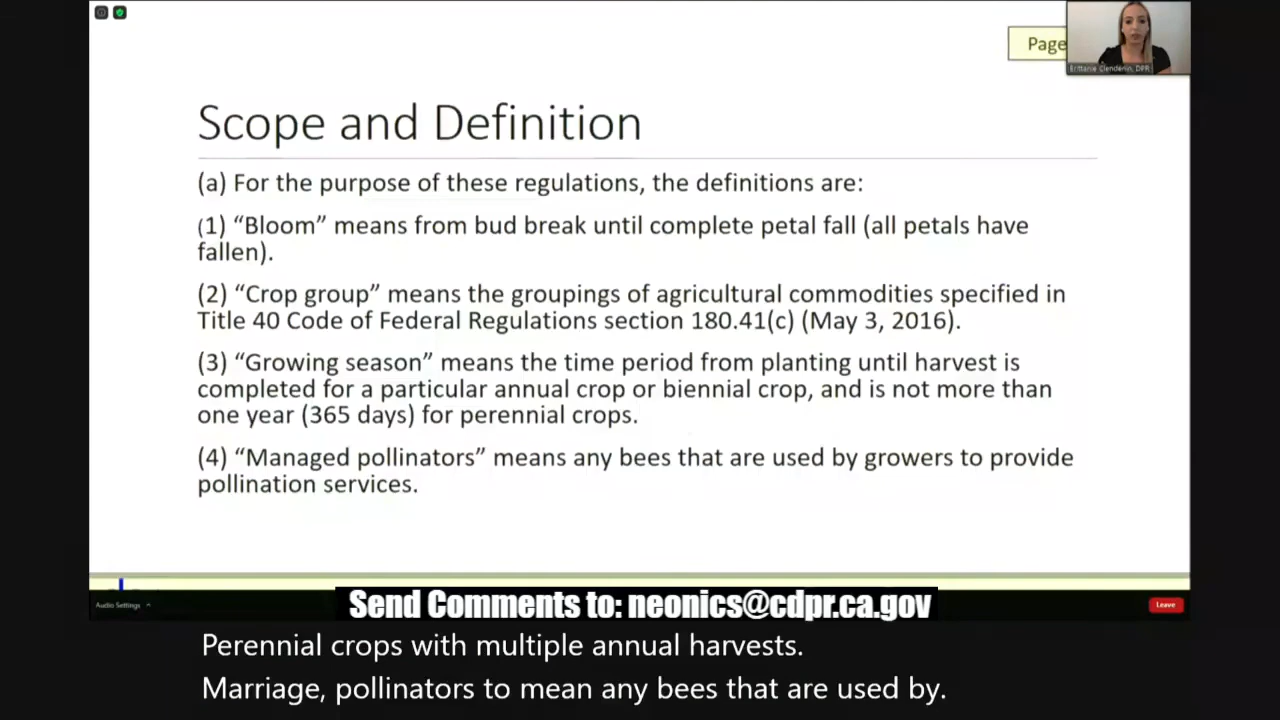 Page
Brittanie Clendenin, DPR
Scope and Definition
(a) For the purpose of these regulations, the definitions are:
(1) “Bloom” means from bud break until complete petal fall (all petals have
fallen).
(2) “Crop group” means the groupings of agricultural commodities specified in
Title 40 Code of Federal Regulations section 180.41(c) (May 3, 2016).
(3) “Growing season” means the time period from planting until harvest is
completed for a particular annual crop or biennial crop, and is not more than
one year (365 days) for perennial crops.
(4) “Managed pollinators” means any bees that are used by growers to provide
pollination services.
Audio Settings
Send Comments to: neonics@cdpr.ca.gov
Leave
Perennial crops with multiple annual harvests.
Marriage, pollinators to mean any bees that are used by.